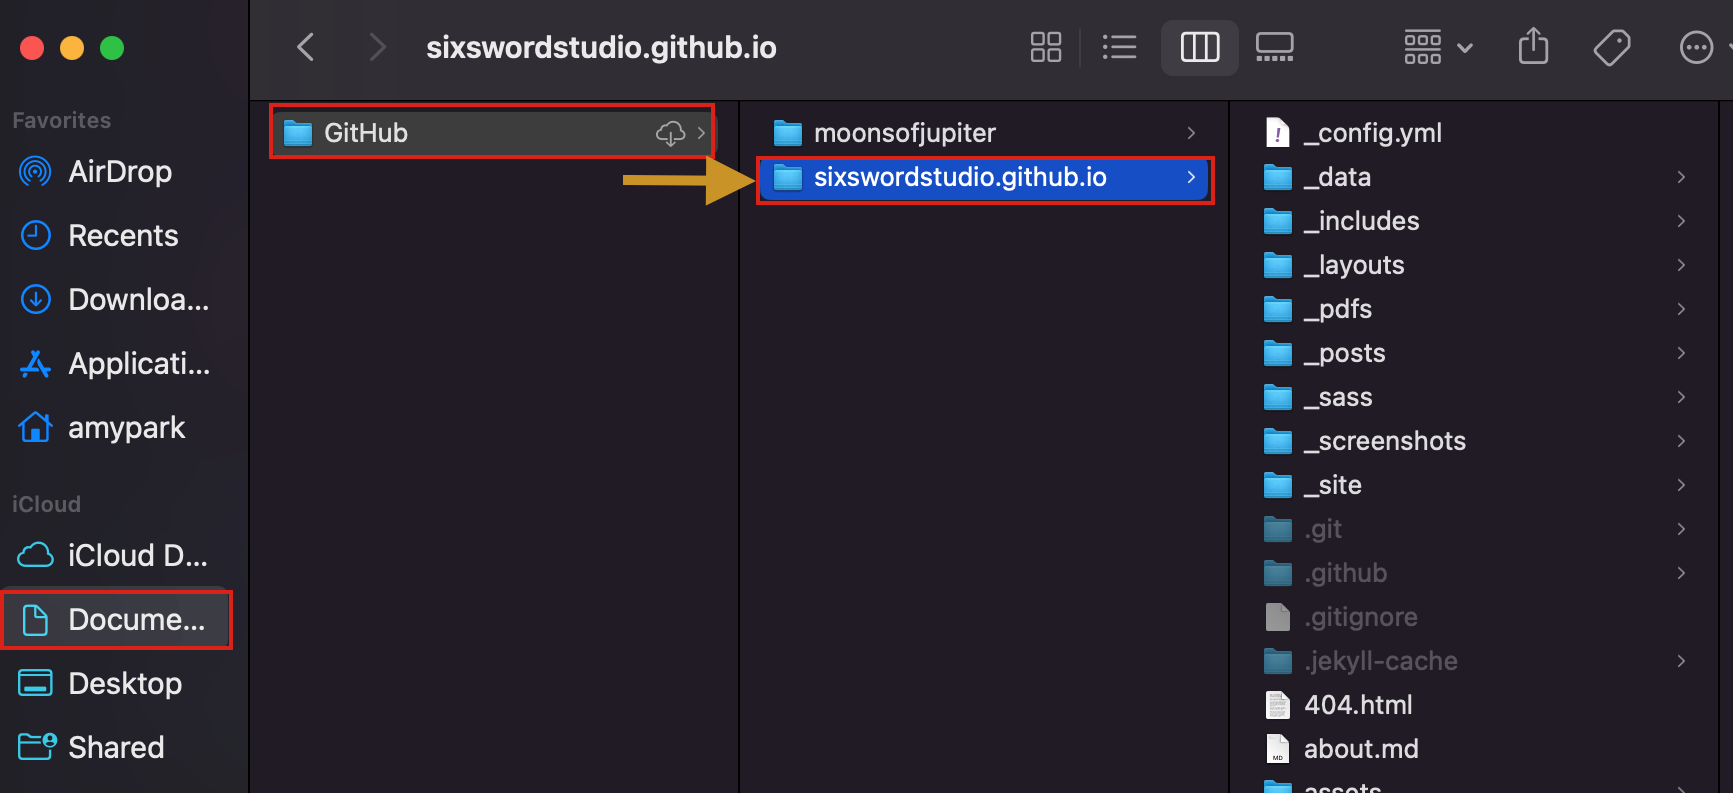 sixswordstudio.github.io
Favorites
AirDrop
Recents
Downloa...
Applicati...
amypark
iCloud
iCloud D...
Docume...
Desktop
Shared
GitHub
moonsofjupiter
sixswordstudio.github.io
_config.yml
_data
_includes
_layouts
_pdfs
_posts
_sass
_screenshots
_site
.git
.github
.gitignore
.jekyll-cache
404.html
MD
about.md
assets